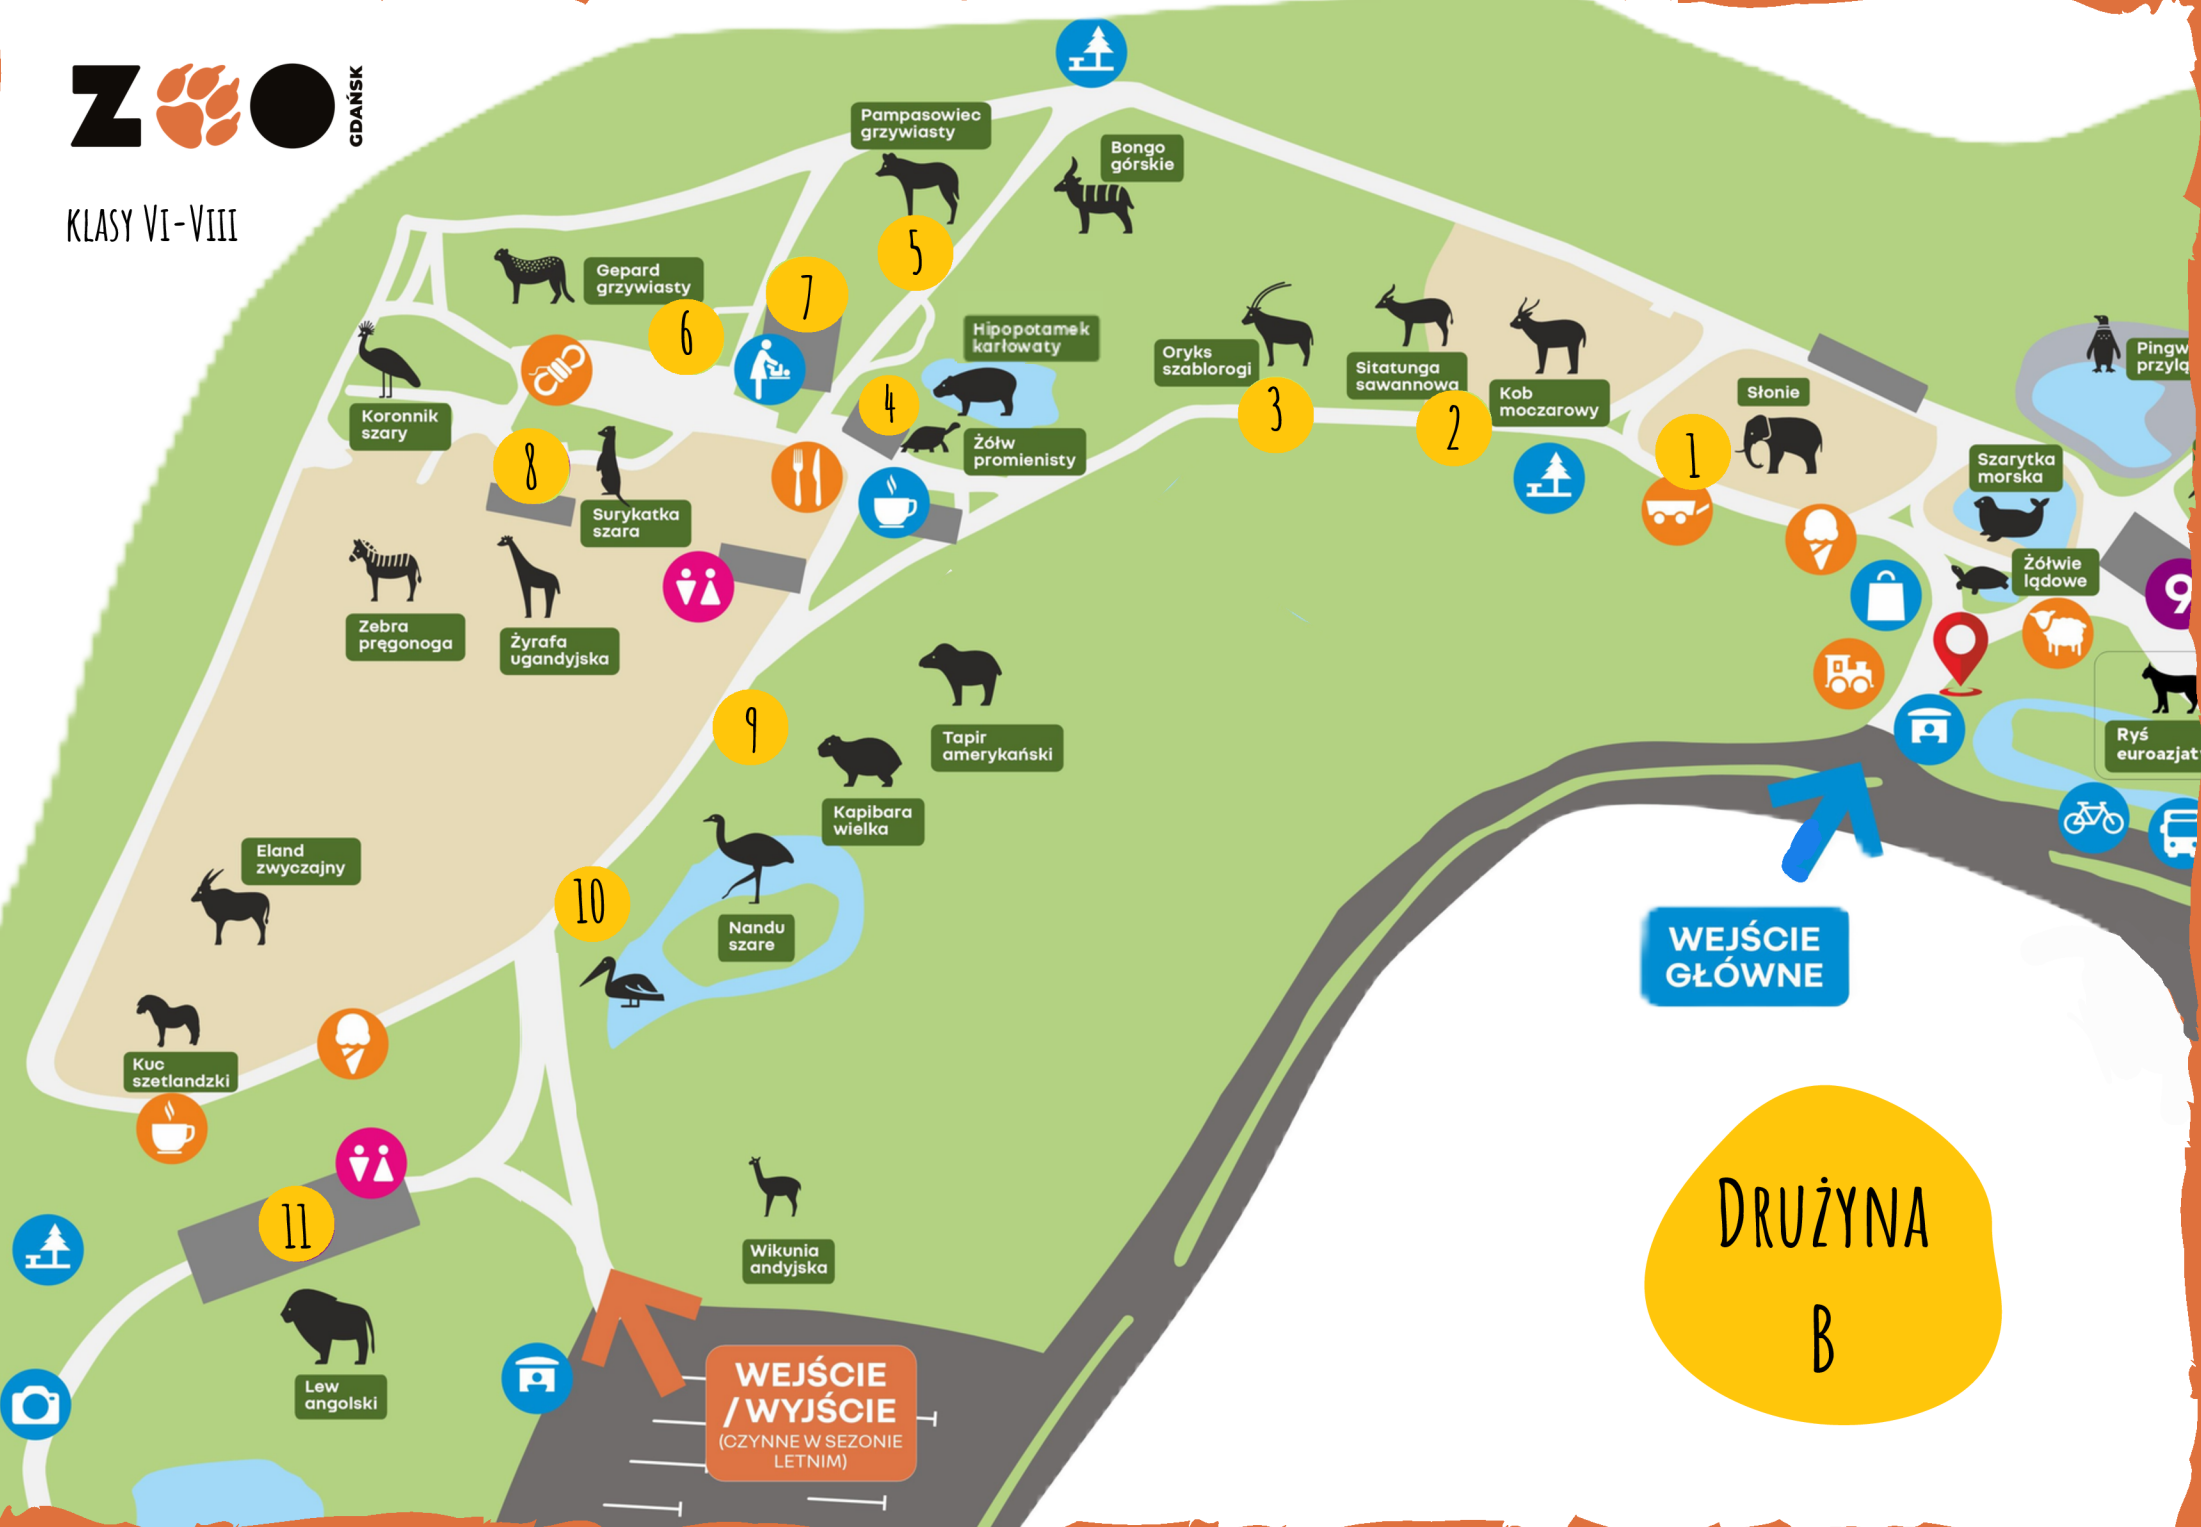 ZOO
GDAŃSK
KLASY VI-VIII
Pampasowiec
grzywiasty
Bongo
górskie
Gepard
grzywiasty
5
7
6
Hipopotamek
karłowaty
Oryks
szablorogi
Sitatunga
sawannowa
Kob
moczarowy
Słonie
Pingw
przylą
Koronnik
szary
4
3
2
1
Żółw
promienisty
Szarytka
morska
8
Surykatka
szara
Żółwie
lądowe
9
Zebra
pręgonoga
Żyrafa
ugandyjska
9
Tapir
amerykański
Ryś
euroazjat
Kapibara
wielka
Eland
zwyczajny
10
Nandu
szare
WEJŚCIE
GŁÓWNE
Kuc
szetlandzki
11
Wikunia
andyjska
DRUŻYNA
B
Lew
angolski
WEJŚCIE
/WYJŚCIE
(CZYNNE W SEZONIE
LETNIM)